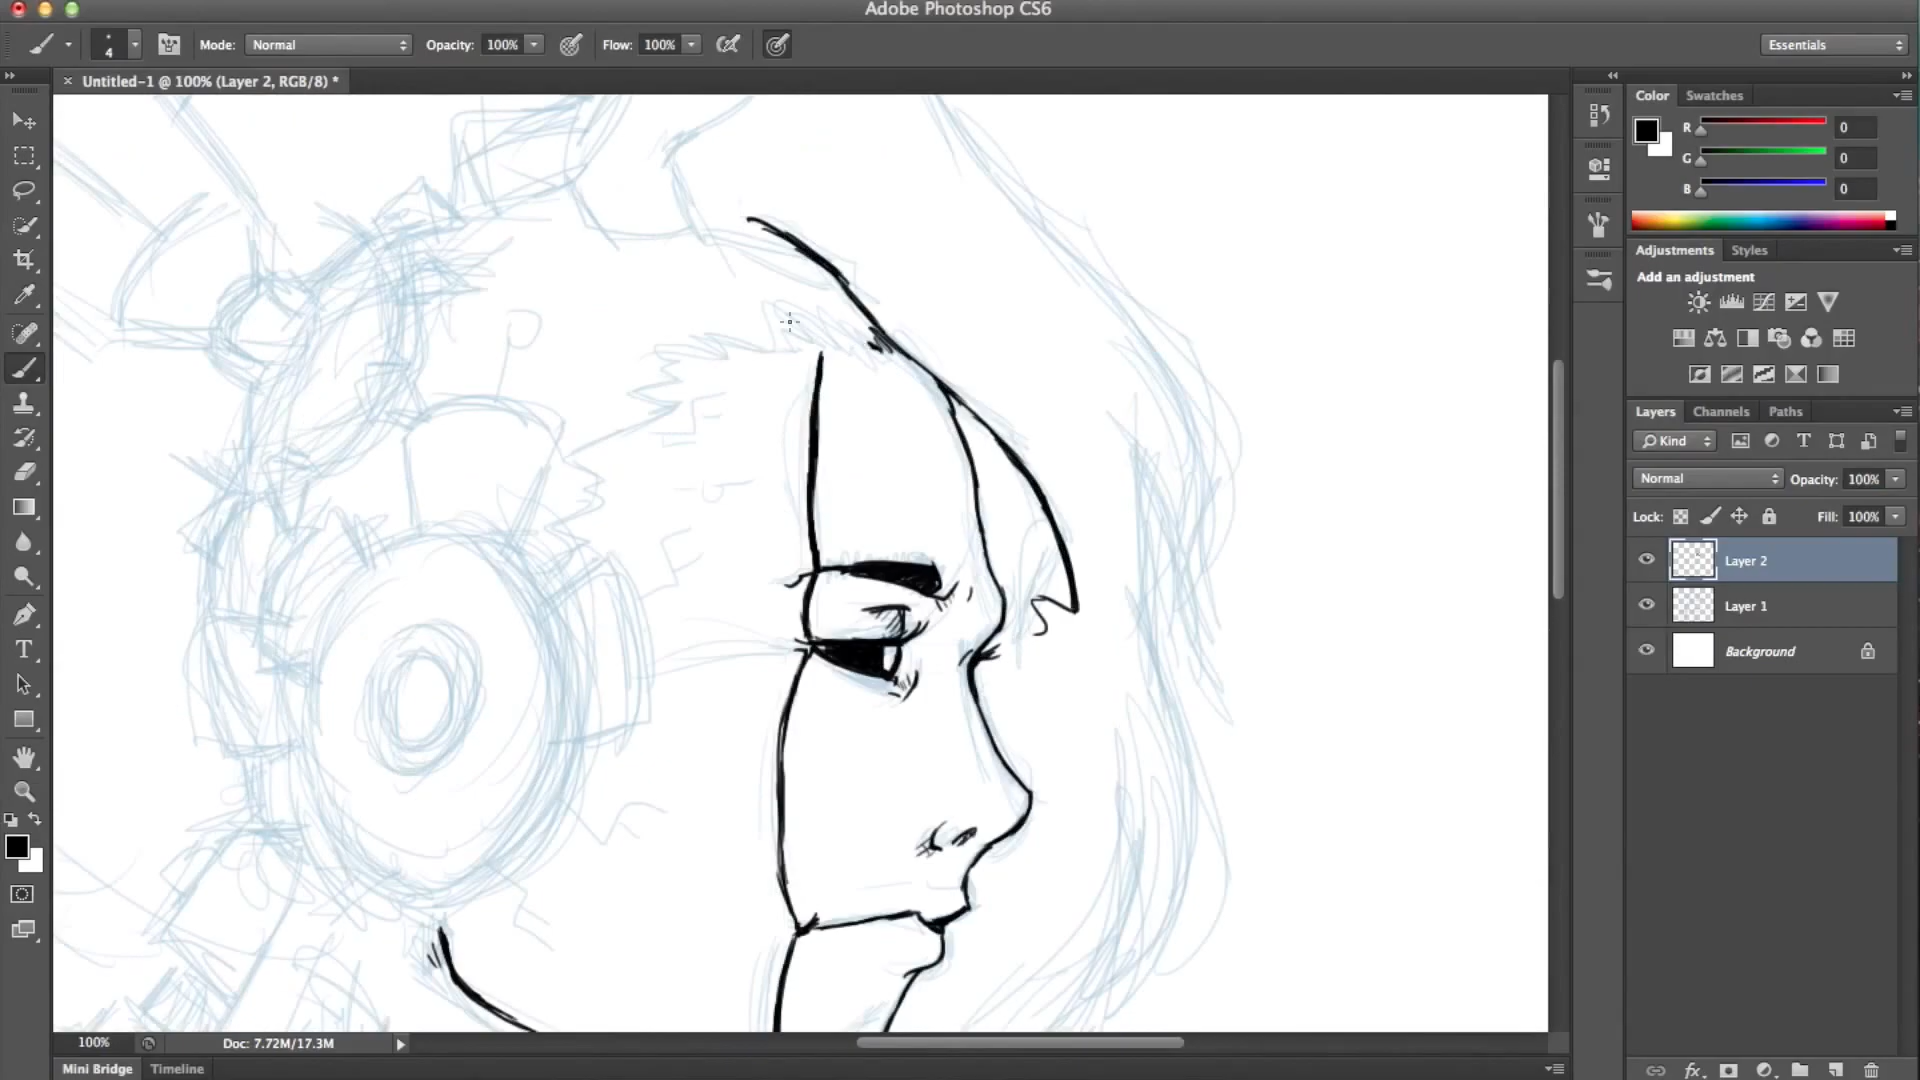 Adobe Photoshop CS6
4 Mode: Normal Opacity: 100% Flow: 100% Essentials
× Untitled-1 @ 100% (Layer 2, RGB/8) *
Color Swatches
R 0
G 0
B 0
Adjustments Styles
Add an adjustment
Layers Channels Paths
Kind
Normal Opacity: 100%
Lock: Fill: 100%
Layer 2
Layer 1
Background
100% Doc: 7.72M/17.3M
Mini Bridge Timeline